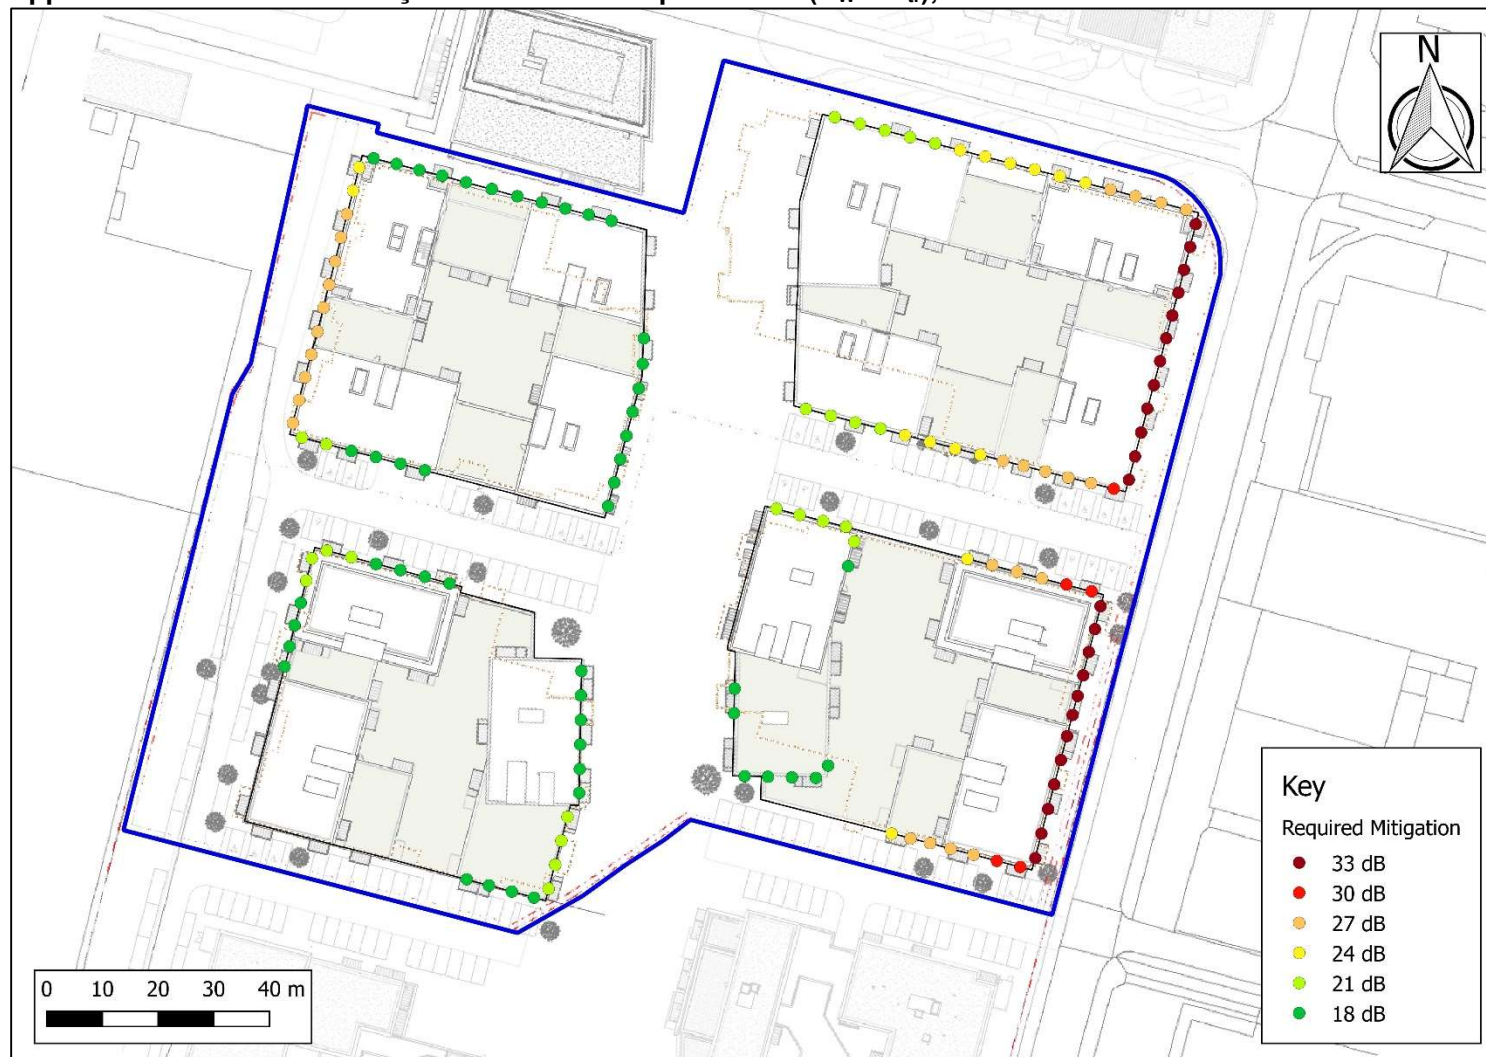 N
Key
Required Mitigation
33 dB
30 dB
27 dB
24 dB
21 dB
18 dB
0 10 20 30 40 m